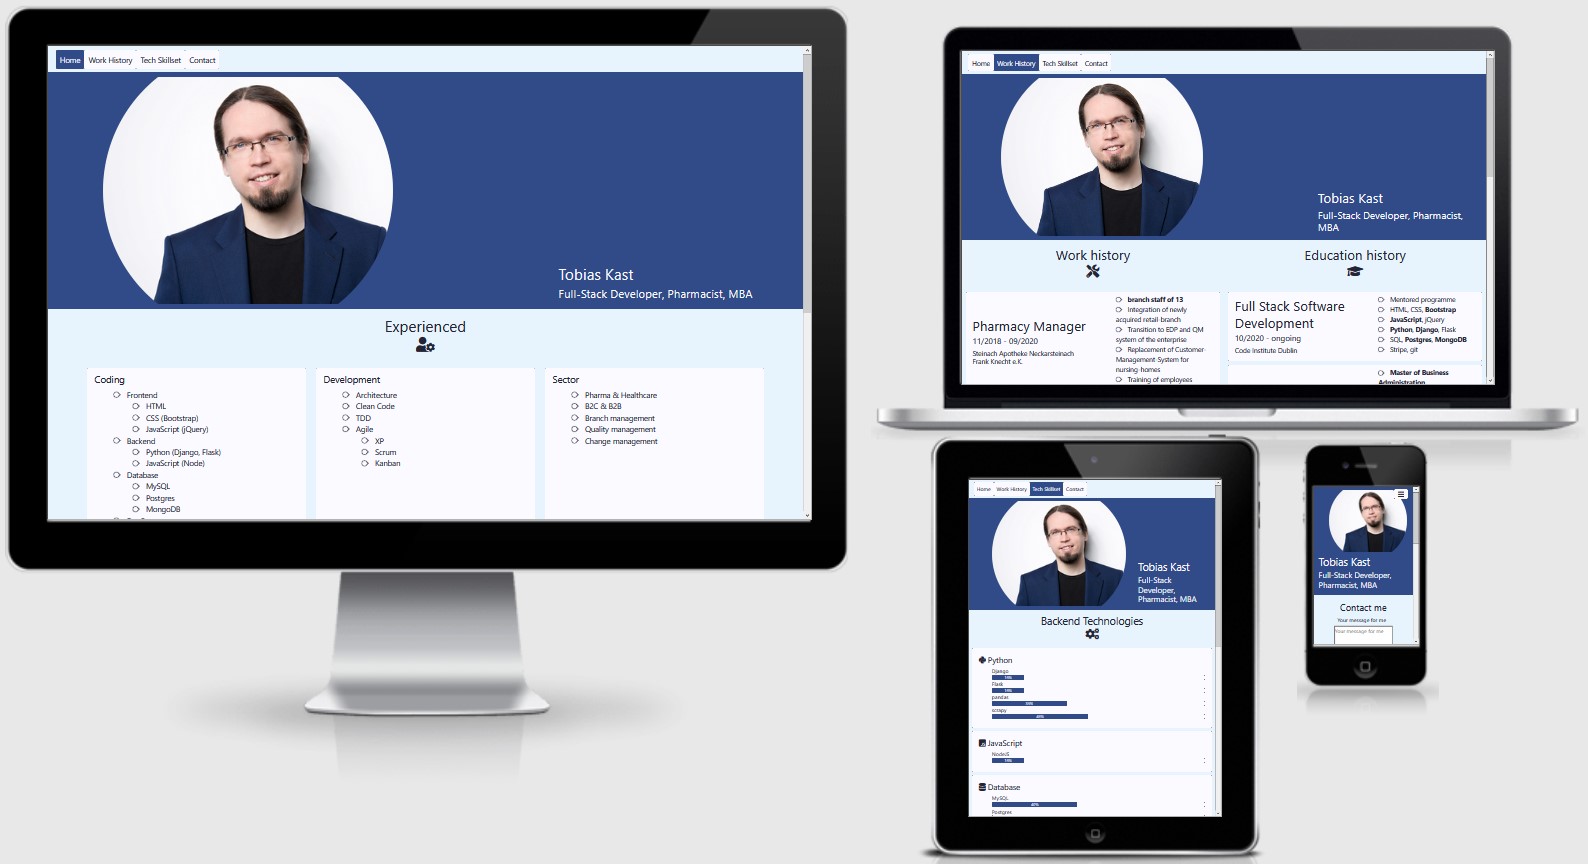 Home
Work History
Tech Skillset
Contact
Tobias Kast
Full-Stack Developer, Pharmacist, MBA
Experienced
Coding
Frontend
HTML
CSS (Bootstrap)
JavaScript (jQuery)
Backend
Python (Django, Flask)
JavaScript (Node)
Database
MySQL
Postgres
MongoDB
Development
Architecture
Clean Code
TDD
Agile
XP
Scrum
Kanban
Sector
Pharma & Healthcare
B2C & B2B
Branch management
Quality management
Change management
Home
Work History
Tech Skillset
Contact
Tobias Kast
Full-Stack Developer, Pharmacist,
MBA
Work history
Pharmacy Manager
11/2018 - 09/2020
Steinach Apotheke Neckarsteinach
Frank Knecht e.K.
branch staff of 13
Integration of newly
acquired retail-branch
Transition to EDP and QM
system of the enterprise
Replacement of Customer-
Management System for
nursing-homes
Training of employees
Education history
Full Stack Software
Development
10/2020 - ongoing
Code Institute Dublin
Mentored programme
HTML, CSS, Bootstrap
JavaScript, jQuery
Python, Django, Flask
SQL, Postgres, MongoDB
Stripe, git
Master of Business
Administration
Home
Work History
Tech Skillset
Contact
Tobias Kast
Full-Stack
Developer,
Pharmacist, MBA
Backend Technologies
Python
Django
Flask
pandas
scrapy
JavaScript
NodeJS
Database
MySQL
40%
Postgres
Tobias Kast
Full-Stack Developer,
Pharmacist, MBA
Contact me
Your message for me
Your message for me